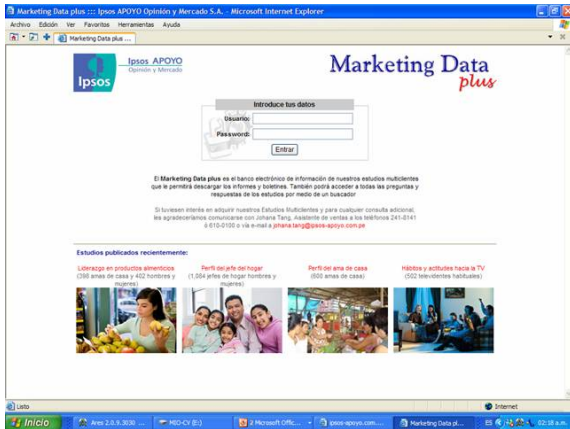 Marketing Data plus ::: Ipsos APOYO Opinión y Mercado S.A. - Microsoft Internet Explorer
Archivo Edición Ver Favoritos Herramientas Ayuda
Marketing Data plus ...
Ipsos
Ipsos APOYO
Opinión y Mercado
Marketing Data
plus
Introduce tus datos
Usuario:
Password:
Entrar
El Marketing Data plus es el banco electrónico de información de nuestros estudios multiclientes
que le permitirá descargar los informes y boletines. También podrá acceder a todas las preguntas y
respuestas de los estudios por medio de un buscador
Si tuviesen interés en adquirir nuestros Estudios Multiclientes y para cualquier consulta adicional,
les agradeceríamos comunicarse con Johana Tang, Asistente de ventas a los teléfonos 241-0141
ó 610-0100 o vía e-mail a johana.tang@ipsos-apoyo.com.pe
Estudios publicados recientemente:
Liderazgo en productos alimenticios
(398 amas de casa y 402 hombres y
mujeres)
Perfil del jefe del hogar
(1,084 jefes de hogar hombres y
mujeres)
Perfil del ama de casa
(600 amas de casa)
Hábitos y actitudes hacia la TV
(502 televidentes habituales)
Listo
Internet
Inicio
Ares 2.0.9.3030 ...
MIO-CY (E:)
2 Microsoft Offic...
ipsos-apoyo.com....
Marketing Data pl...
ES
02:18 a.m.